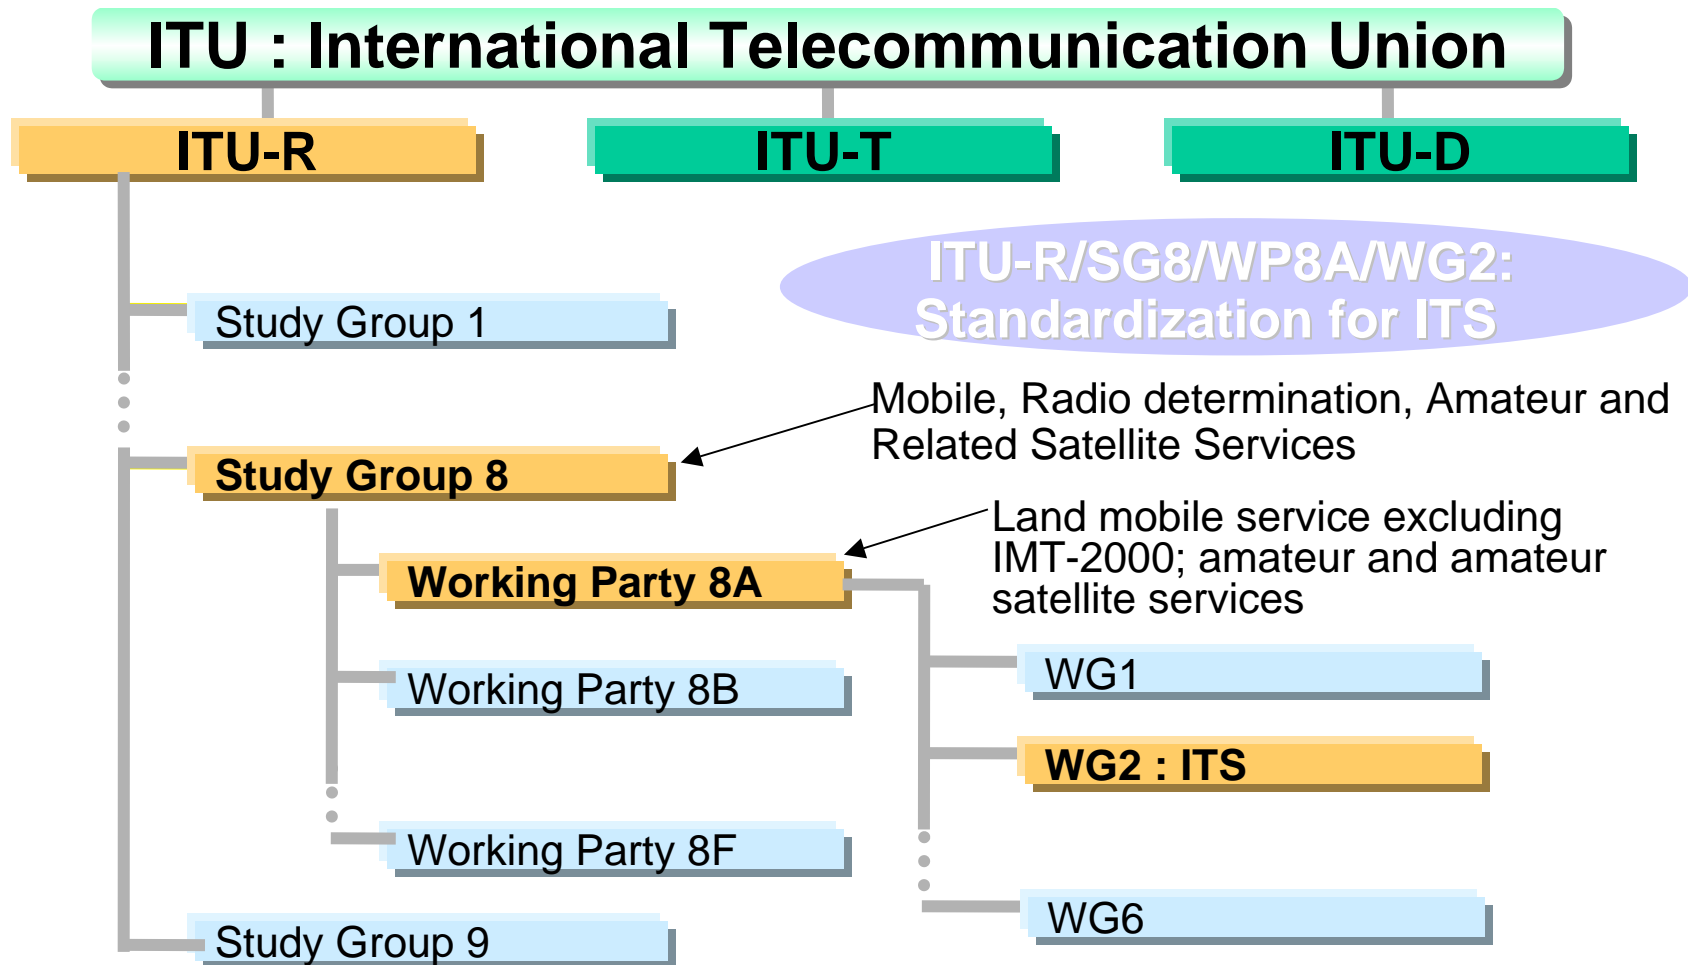 ITU : International Telecommunication Union
ITU-R
ITU-T
ITU-D
ITU-R/SG8/WP8A/WG2:
Standardization for ITS
Study Group 1
Mobile, Radio determination, Amateur and
Related Satellite Services
Study Group 8
Land mobile service excluding
IMT-2000; amateur and amateur
satellite services
Working Party 8A
Working Party 8B
Working Party 8F
WG1
WG2 : ITS
WG6
Study Group 9